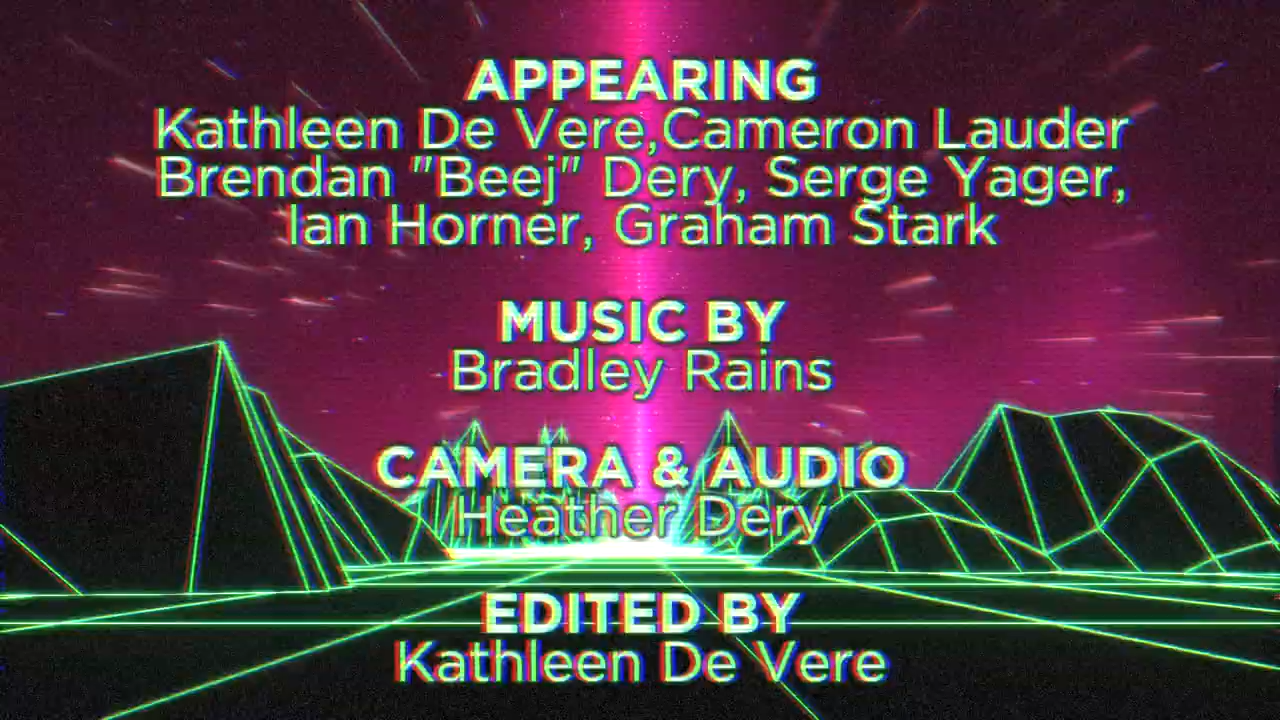 APPEARING
Kathleen De Vere,Cameron Lauder
Brendan "Beej" Dery, Serge Yager,
Ian Horner, Graham Stark
MUSIC BY
Bradley Rains
CAMERA & AUDIO
Heather Dery
EDITED BY
Kathleen De Vere